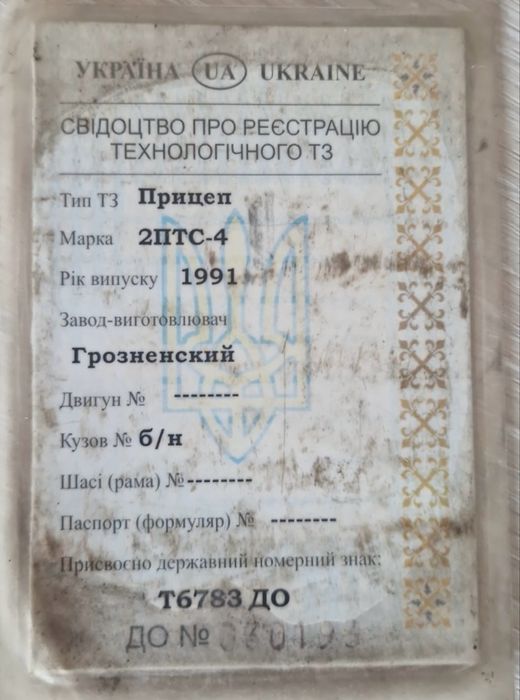 УКРАЇНА UA UKRAINE
СВІДОЦТВО ПРО РЕЄСТРАЦІЮ
ТЕХНОЛОГІЧНОГО ТЗ
Тип ТЗ Прицеп
Марка 2ПТС-4
Рік випуску 1991
Завод-виготовлювач
Грозненский
Двигун № --------
Кузов № б/н
Шасі (рама) № --------
Паспорт (формуляр) № --------
Присвоєно державний номерний знак:
Т6783 ДО
ДО №